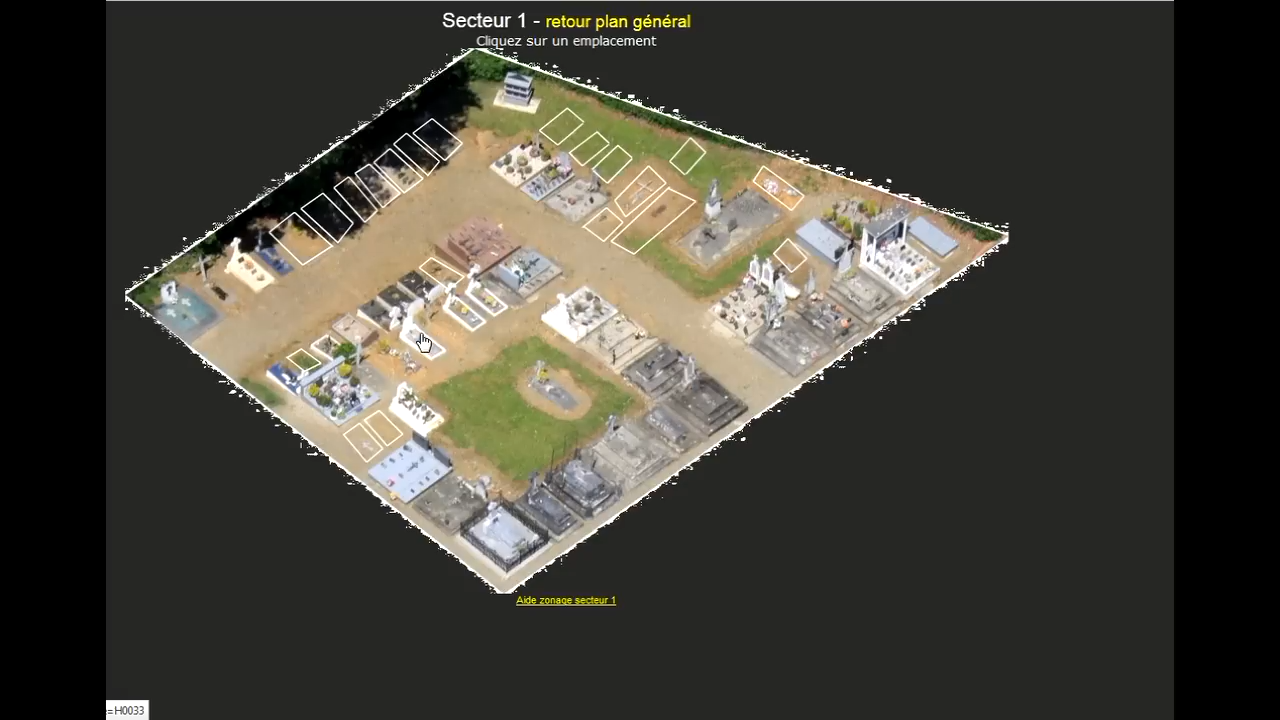 Secteur 1 - retour plan général
Cliquez sur un emplacement
Aide zonage secteur 1
=H0033